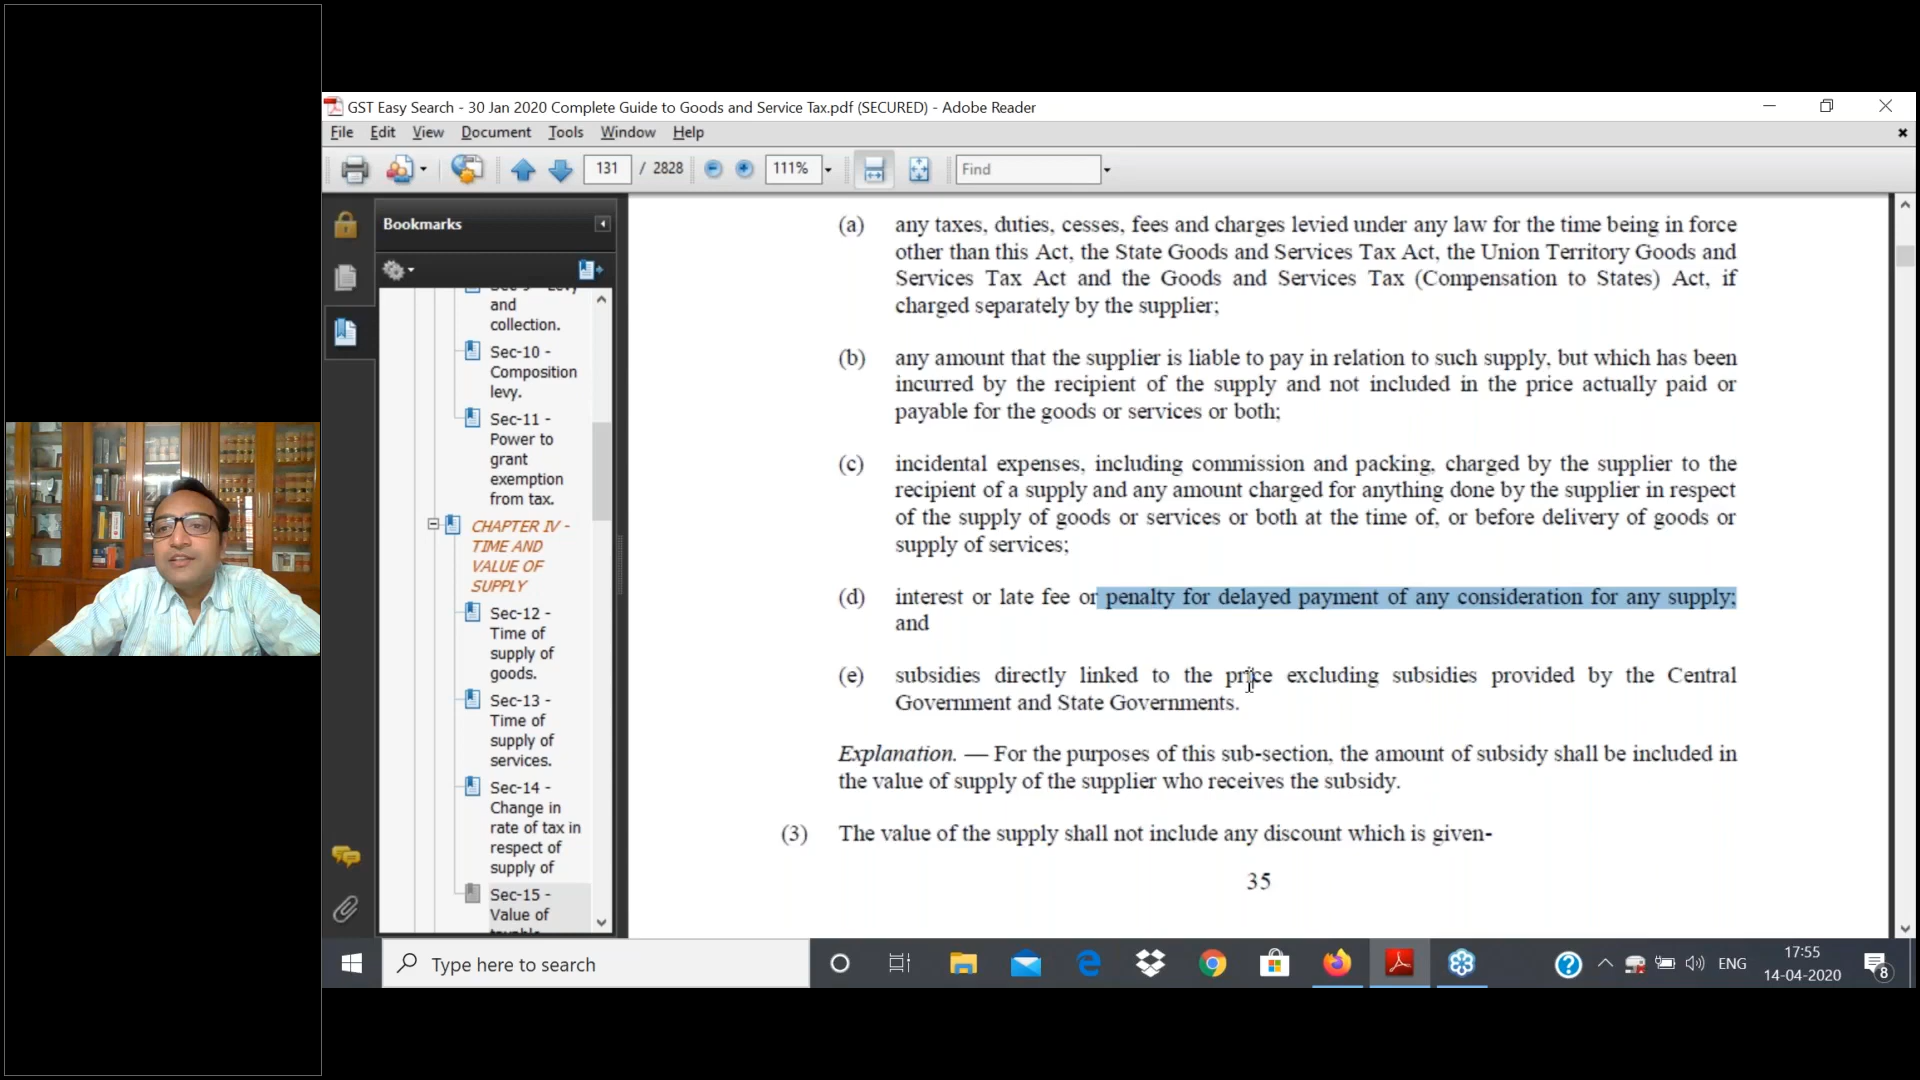 GST Easy Search - 30 Jan 2020 Complete Guide to Goods and Service Tax.pdf (SECURED) - Adobe Reader
File Edit View Document Tools Window Help
131 / 2828 111% Find
Bookmarks
and
collection.
Sec-10 -
Composition
levy.
Sec-11 -
Power to
grant
exemption
from tax.
CHAPTER IV -
TIME AND
VALUE OF
SUPPLY
Sec-12 -
Time of
supply of
goods.
Sec-13 -
Time of
supply of
services.
Sec-14 -
Change in
rate of tax in
respect of
supply of
Sec-15 -
Value of
(a) any taxes, duties, cesses, fees and charges levied under any law for the time being in force
other than this Act, the State Goods and Services Tax Act, the Union Territory Goods and
Services Tax Act and the Goods and Services Tax (Compensation to States) Act, if
charged separately by the supplier;
(b) any amount that the supplier is liable to pay in relation to such supply, but which has been
incurred by the recipient of the supply and not included in the price actually paid or
payable for the goods or services or both;
(c) incidental expenses, including commission and packing, charged by the supplier to the
recipient of a supply and any amount charged for anything done by the supplier in respect
of the supply of goods or services or both at the time of, or before delivery of goods or
supply of services;
(d) interest or late fee or penalty for delayed payment of any consideration for any supply;
and
(e) subsidies directly linked to the price excluding subsidies provided by the Central
Government and State Governments.
Explanation. — For the purposes of this sub-section, the amount of subsidy shall be included in
the value of supply of the supplier who receives the subsidy.
(3) The value of the supply shall not include any discount which is given-
35
Type here to search
ENG
17:55
14-04-2020
8